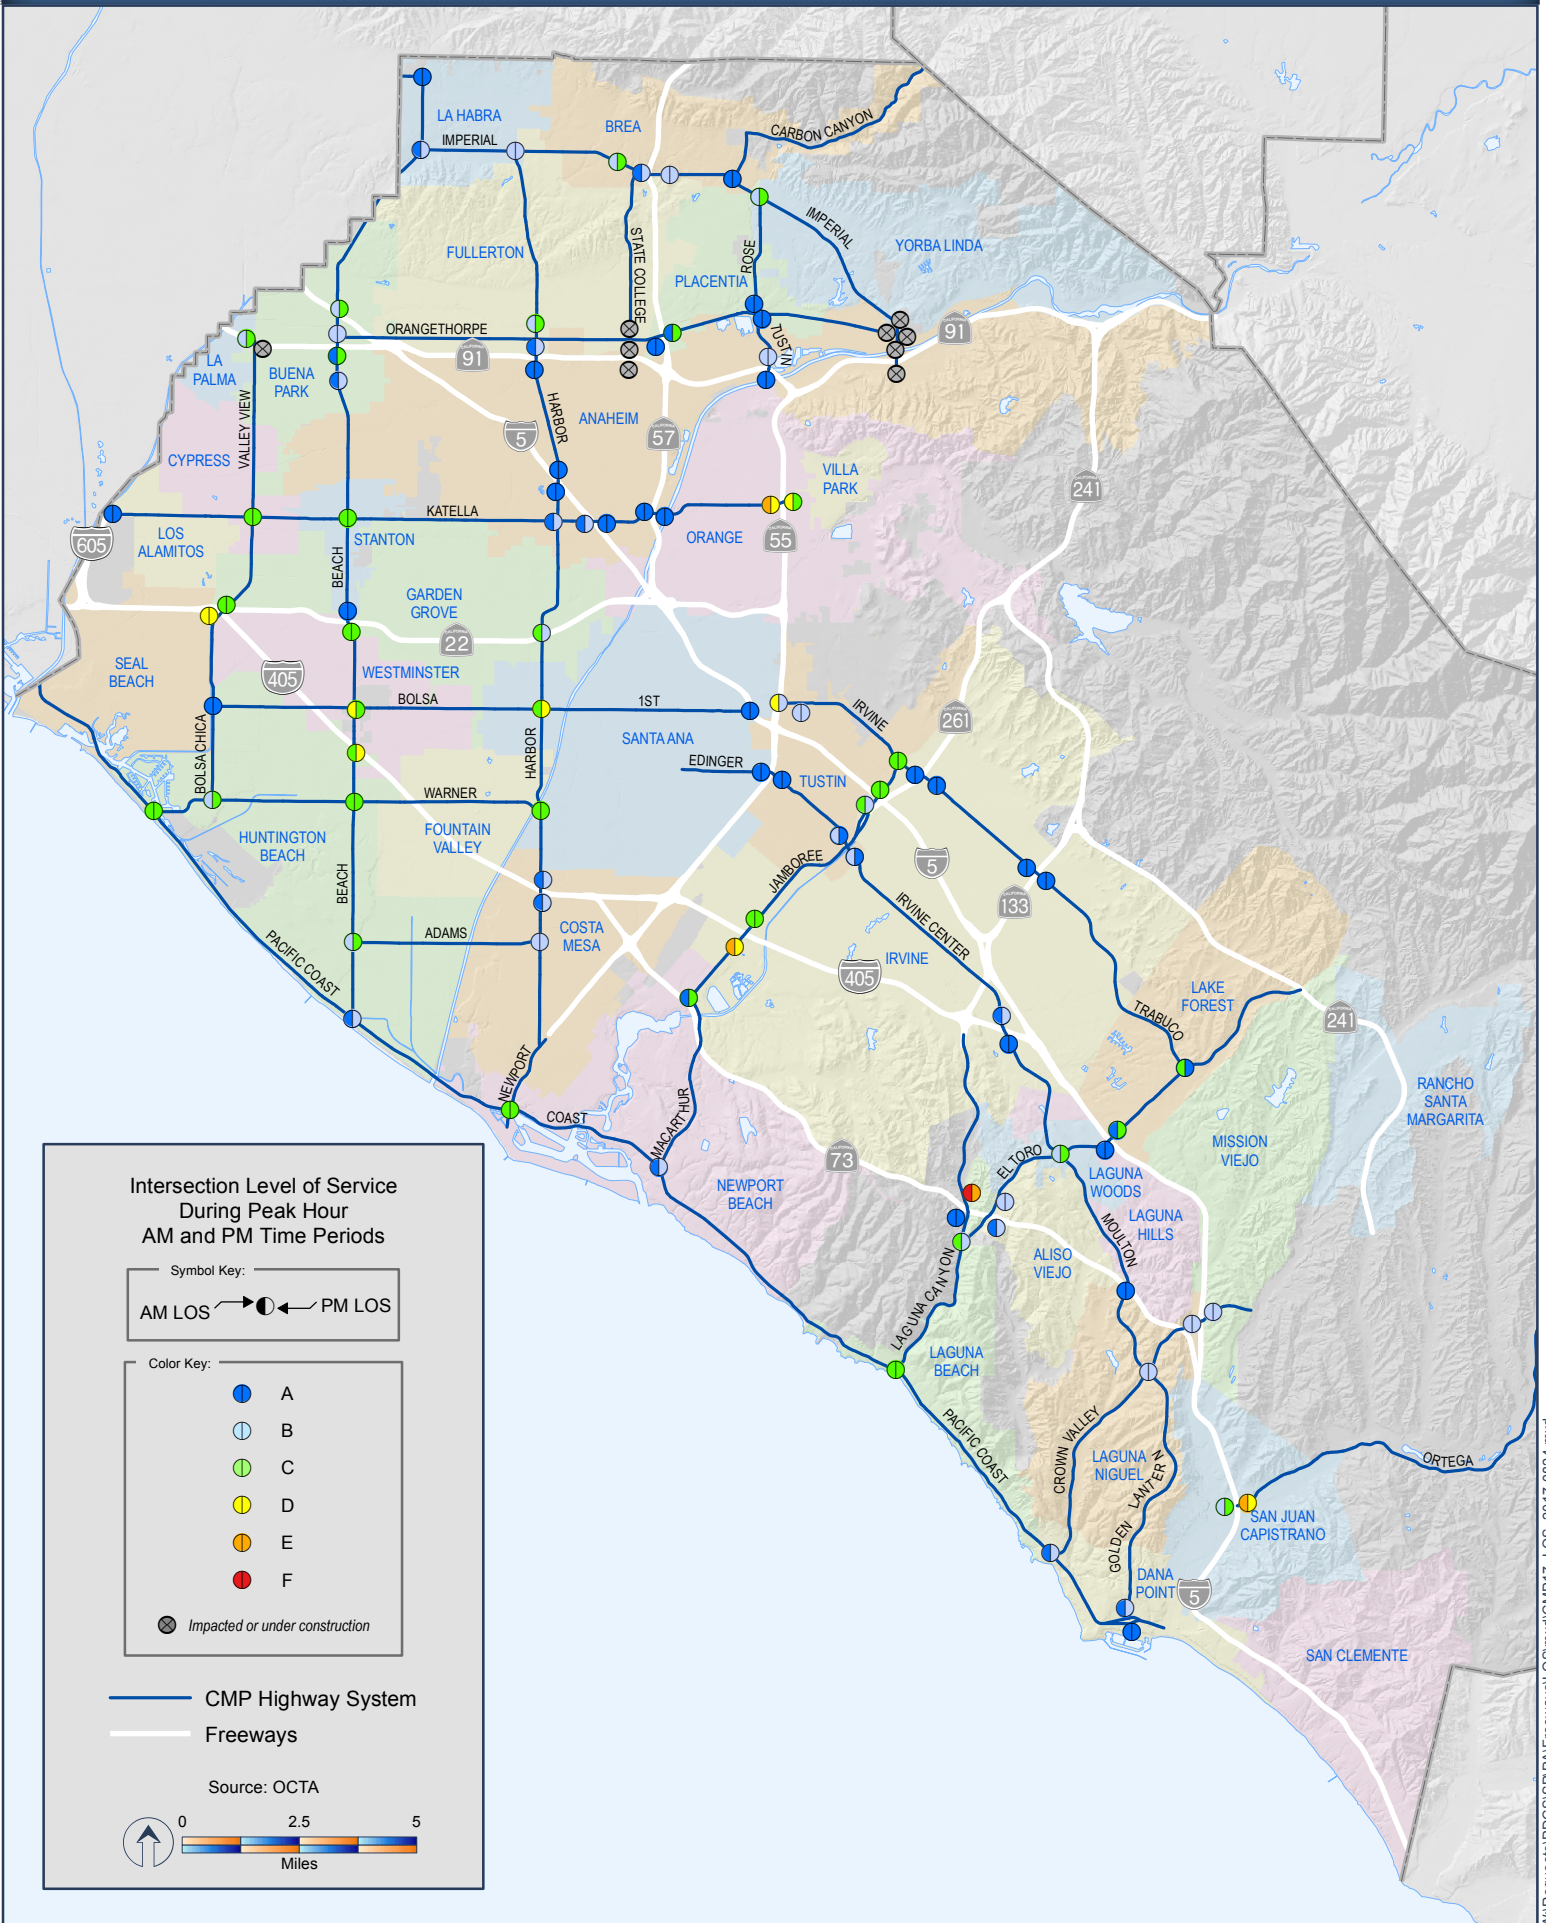 LA HABRA
IMPERIAL
BREA
CARBON CANYON
IMPERIAL
YORBA LINDA
FULLERTON
STATE COLLEGE
ROSE
PLACENTIA
ORANGETHORPE
CALIFORNIA
91
CALIFORNIA
91
TUSTIN
LA
PALMA
BUENA
PARK
VALLEY VIEW
HARBOR
ANAHEIM
5
57
CYPRESS
VILLA
PARK
241
KATELLA
605
LOS
ALAMITOS
STANTON
ORANGE
55
BEACH
GARDEN
GROVE
22
SEAL
BEACH
405
WESTMINSTER
BOLSA
1ST
IRVINE
261
BOLSA CHICA
HARBOR
SANTA ANA
EDINGER
TUSTIN
WARNER
HUNTINGTON
BEACH
FOUNTAIN
VALLEY
JAMBOREE
5
BEACH
133
IRVINE CENTER
ADAMS
COSTA
MESA
PACIFIC COAST
IRVINE
405
LAKE
FOREST
TRABUCO
241
NEWPORT
COAST
MACARTHUR
RANCHO
SANTA
MARGARITA
MISSION
VIEJO
73
EL TORO
LAGUNA
WOODS
NEWPORT
BEACH
LAGUNA
HILLS
MOULTON
ALISO
VIEJO
LAGUNA CANYON
LAGUNA
BEACH
PACIFIC COAST
CROWN VALLEY
LAGUNA
NIGUEL
GOLDEN LANTERN
ORTEGA
SAN JUAN
CAPISTRANO
DANA
POINT
5
SAN CLEMENTE
Intersection Level of Service
During Peak Hour
AM and PM Time Periods
Symbol Key:
AM LOS
PM LOS
Color Key:
A
B
C
D
E
F
Impacted or under construction
CMP Highway System
Freeways
Source: OCTA
0
2.5
5
Miles